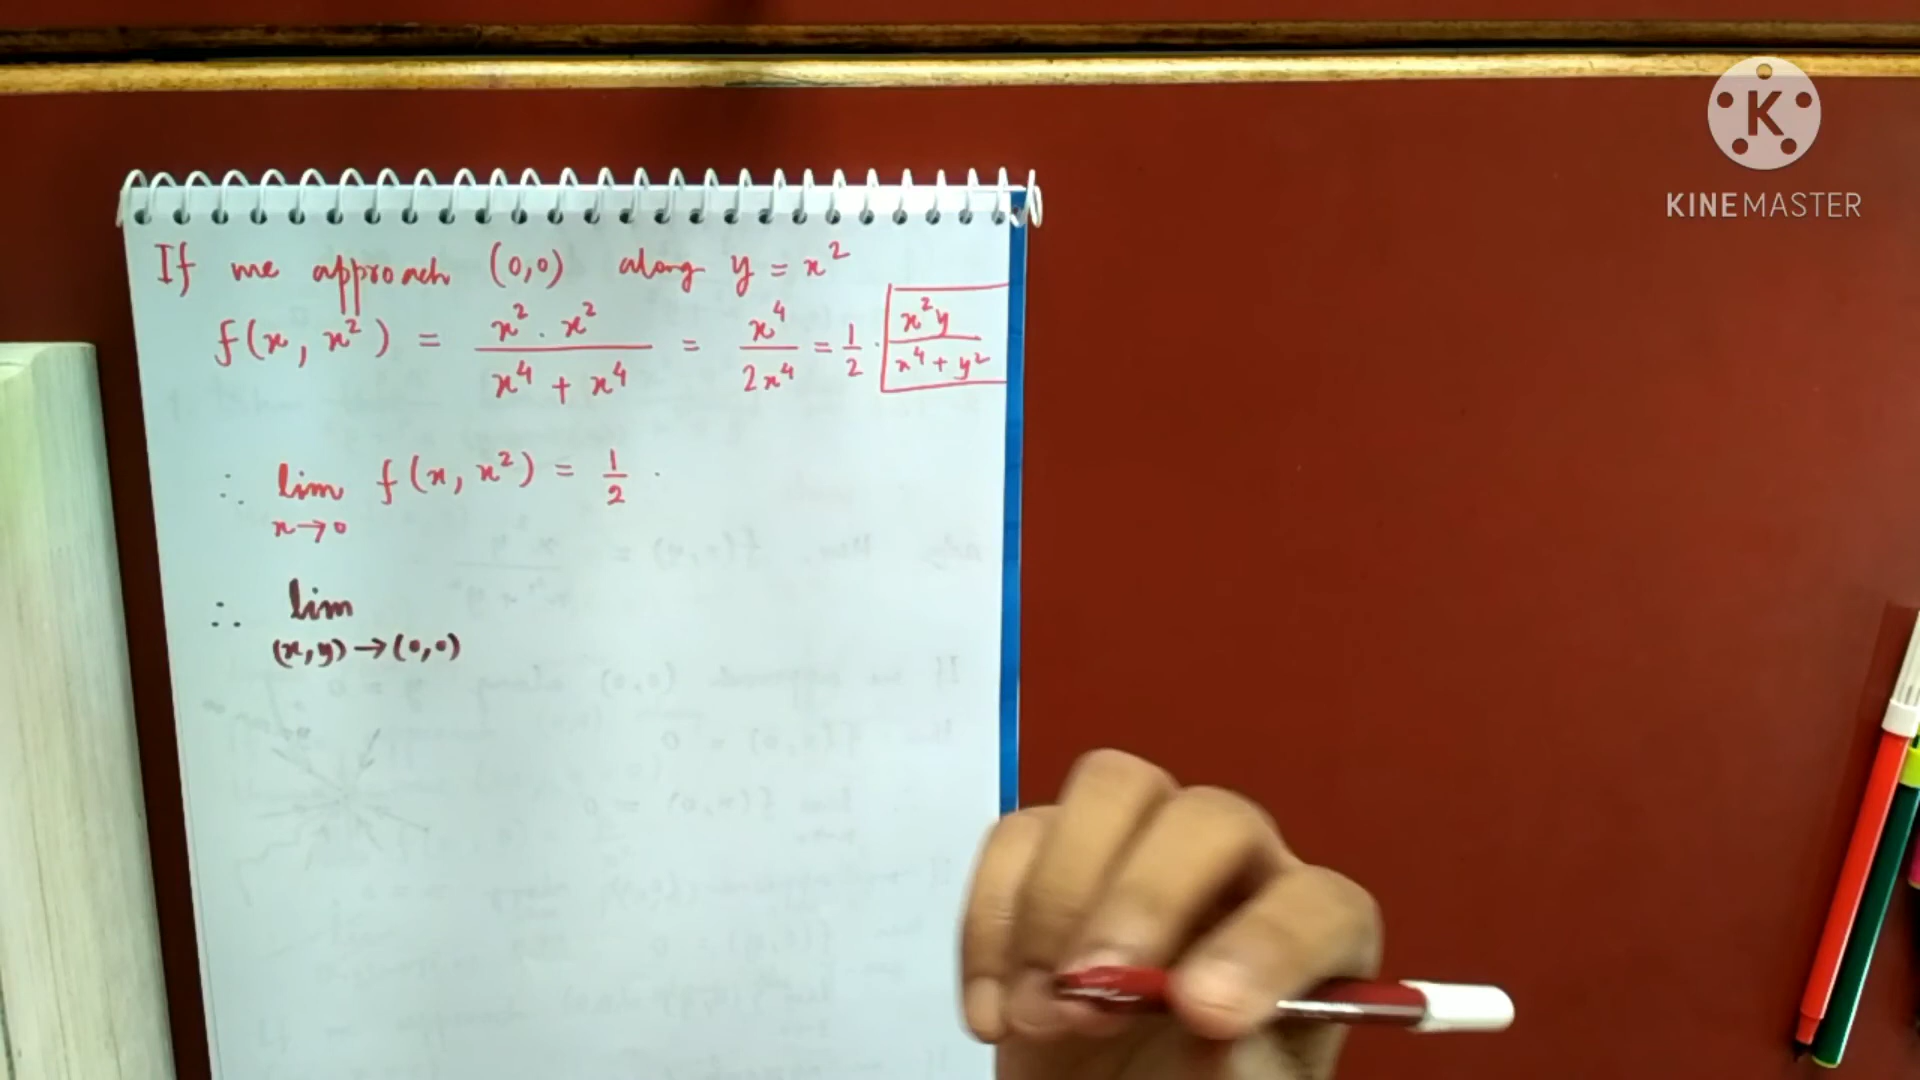 If we approach (0,0) along y = x²
f(x, x²) = x² . x² / x⁴ + x⁴ = x⁴ / 2x⁴ = 1/2 . x²y / x⁴ + y²
∴ lim x→0 f(x, x²) = 1/2 .
∴ lim (x,y)→(0,0)
K
KINEMASTER